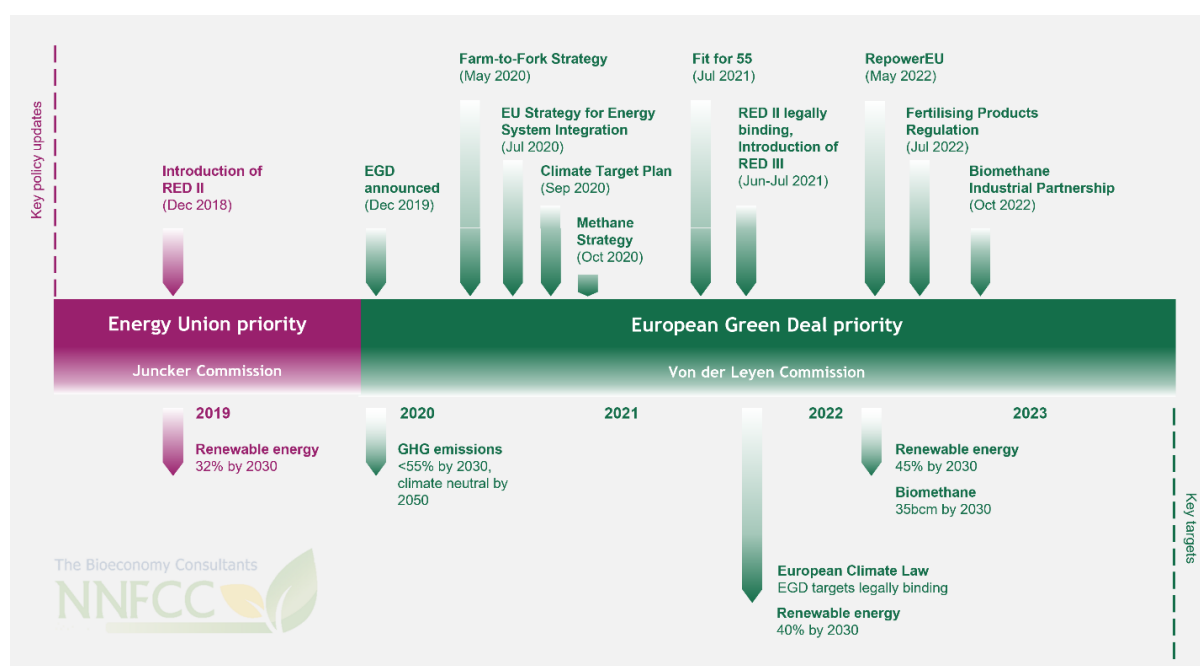 Key policy updates
Farm-to-Fork Strategy
(May 2020)
Fit for 55
(Jul 2021)
RepowerEU
(May 2022)
EU Strategy for Energy
System Integration
(Jul 2020)
RED II legally
binding,
Introduction of
RED III
(Jun-Jul 2021)
Fertilising Products
Regulation
(Jul 2022)
Introduction of
RED II
(Dec 2018)
EGD
announced
(Dec 2019)
Climate Target Plan
(Sep 2020)
Biomethane
Industrial Partnership
(Oct 2022)
Methane
Strategy
(Oct 2020)
Energy Union priority
European Green Deal priority
Juncker Commission
Von der Leyen Commission
2019
2020
2021
2022
2023
Renewable energy
32% by 2030
GHG emissions
<55% by 2030,
climate neutral by
2050
Renewable energy
45% by 2030
Biomethane
35bcm by 2030
Key targets
European Climate Law
EGD targets legally binding
Renewable energy
40% by 2030
The Bioeconomy Consultants
NNFCC